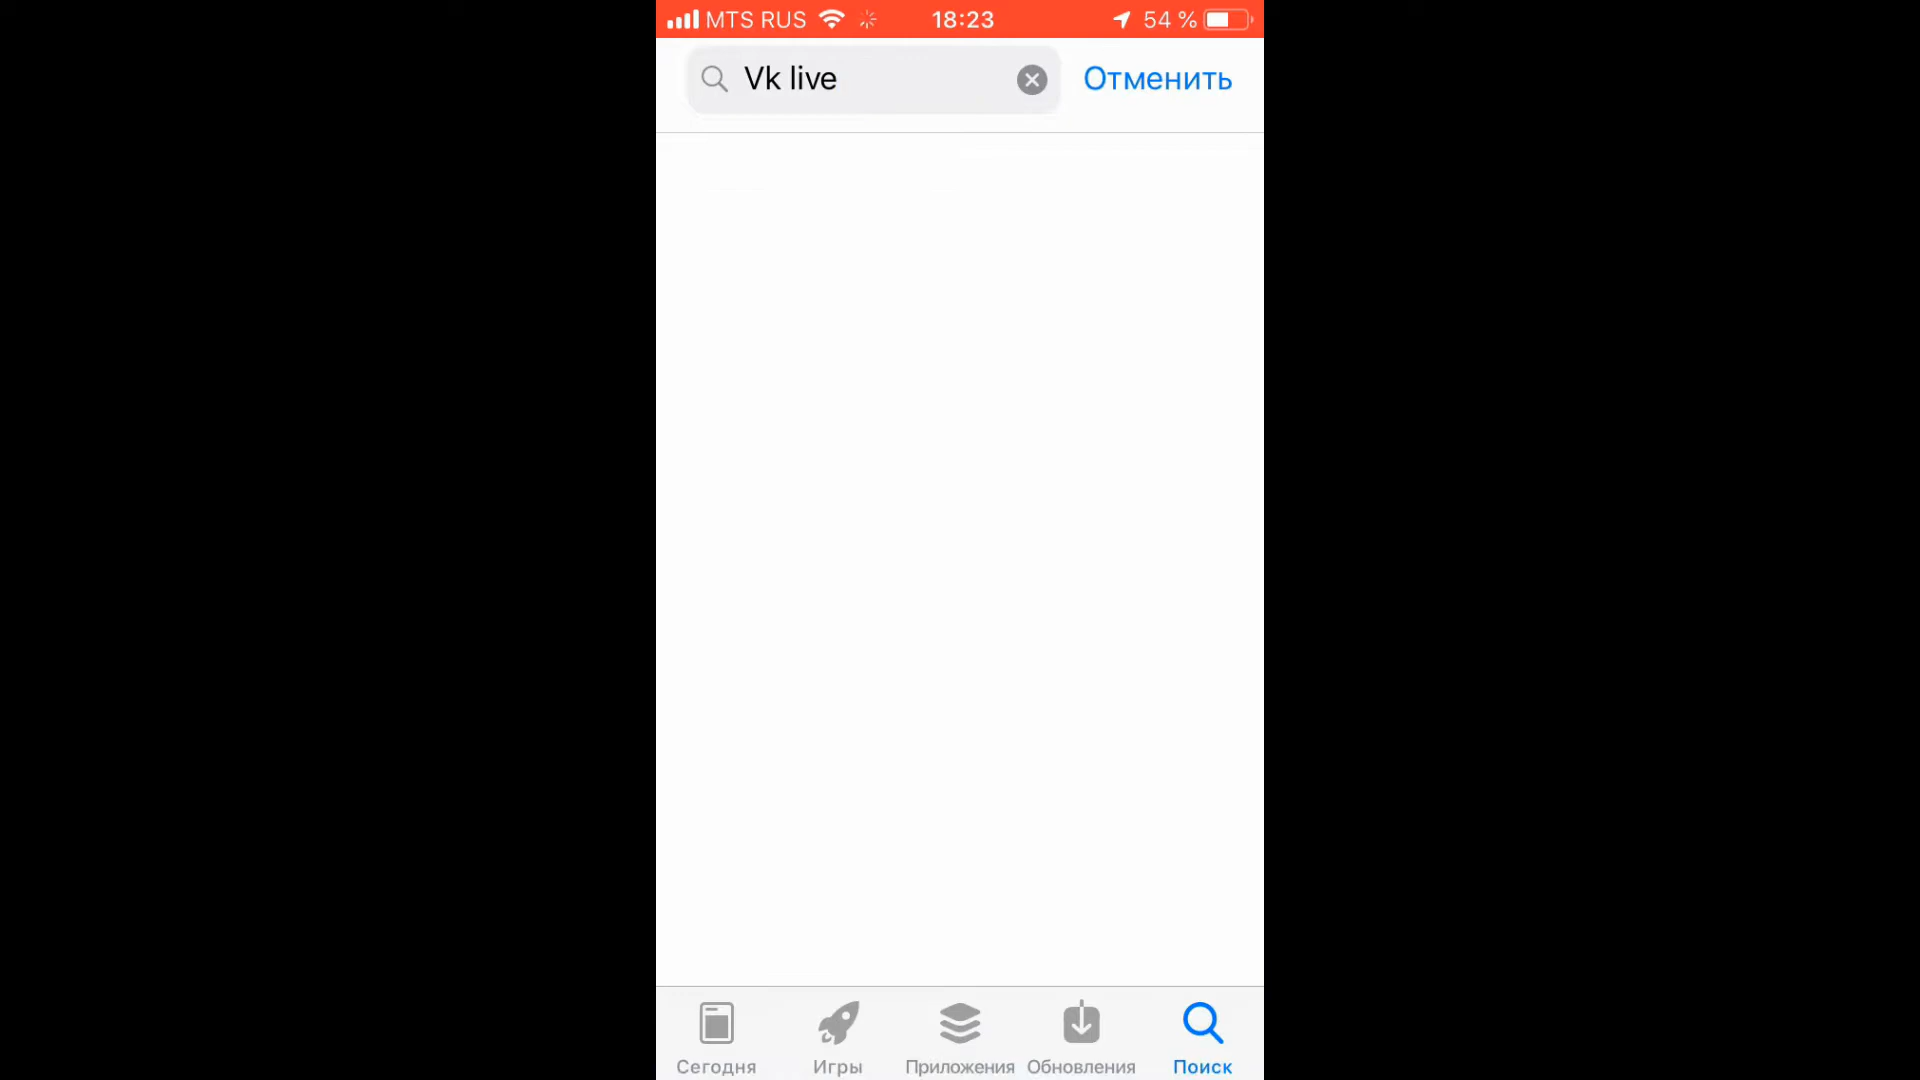 MTS RUS 18:23 54 %
Vk live Отменить
Сегодня Игры Приложения Обновления Поиск